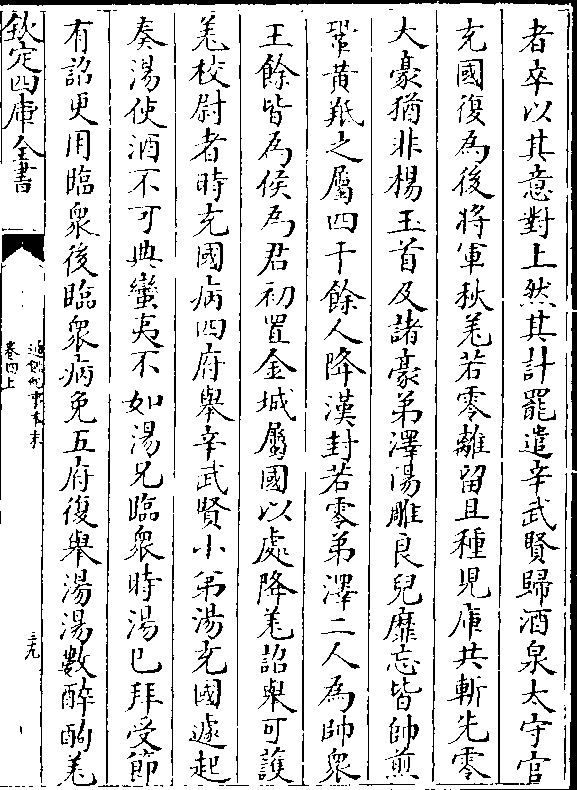 者卒以其意對上然其計罷遣辛武賢歸酒泉太守官
充國復為後將軍秋羌若零離留且種兒庫共斬先零
大豪猶非楊玉首及諸豪弟澤湯雕良兒靡忘皆帥煎
鞏黄羝之屬四千餘人降漢封若零弟澤二人為帥衆
王餘皆為侯為君初置金城屬國以處降羌詔舉可護
羌校尉者時充國病四府舉辛武賢小弟湯充國遽起
奏湯使酒不可典蠻夷不如湯兄臨衆時湯已拜受節
有詔更用臨衆後臨衆病免五府復舉湯湯數醉酗羌
欽定四庫全書
通鑑紀事本末
卷四上
三九